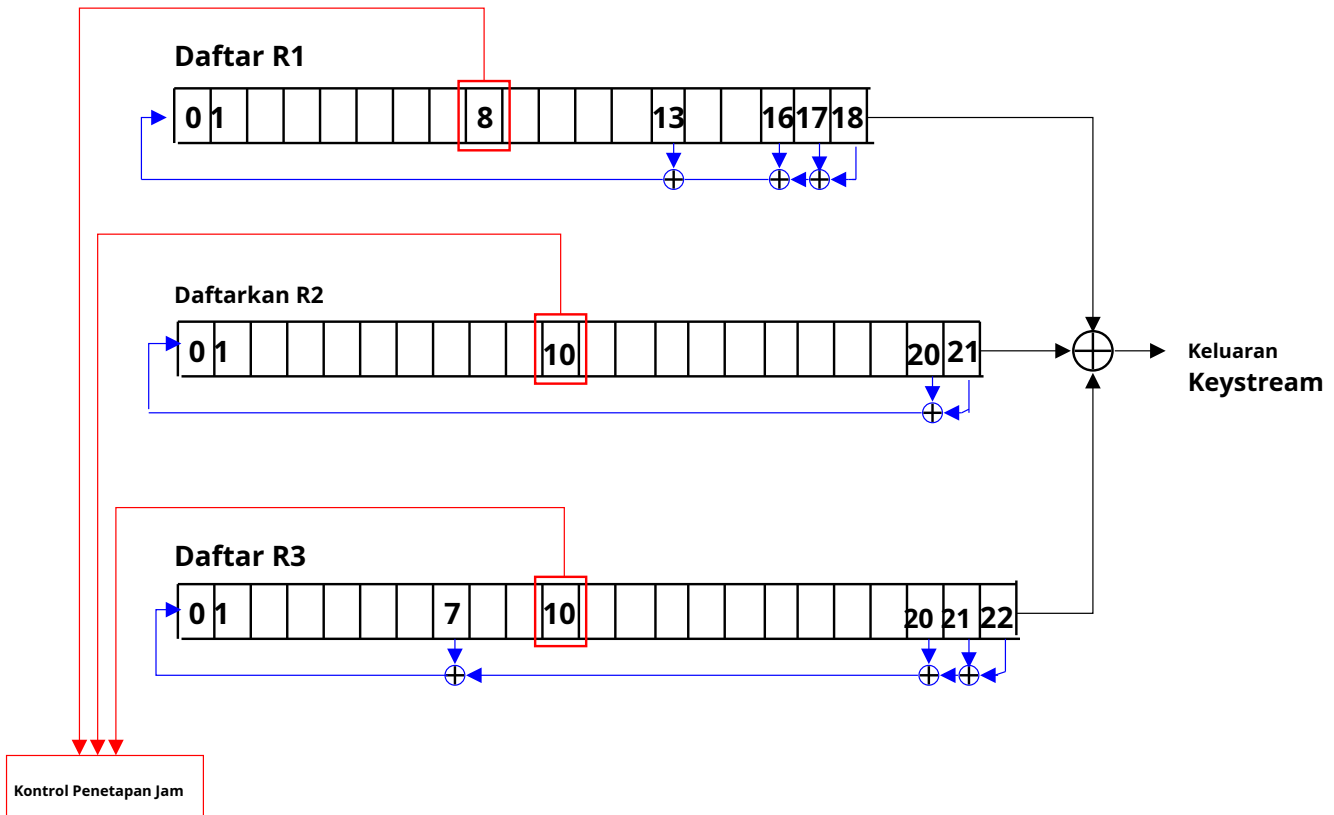 Daftar R1
0 1 8 13 16 17 18
Daftarkan R2
0 1 10 20 21
Keluaran
Keystream
Daftar R3
0 1 7 10 20 21 22
Kontrol Penetapan Jam